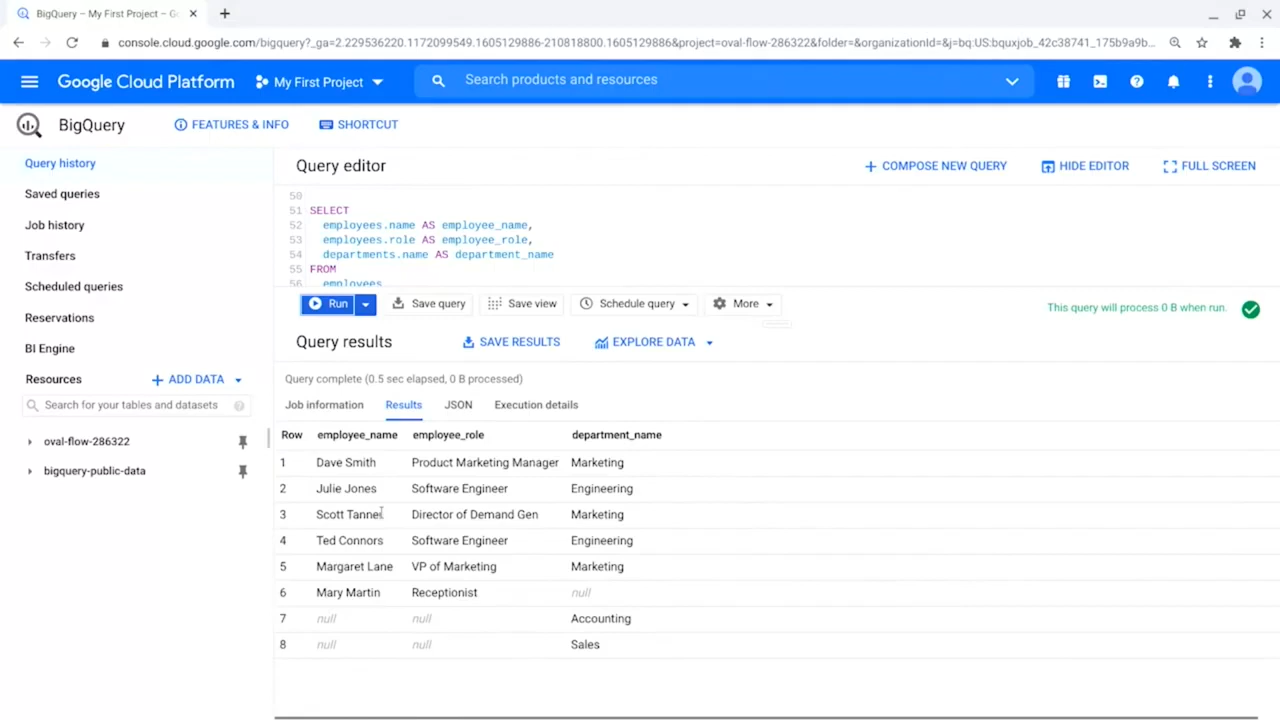 BigQuery – My First Project – Go
console.cloud.google.com/bigquery?_ga=2.229536220.1172099549.1605129886-210818800.1605129886&project=oval-flow-286322&folder=&organizationId=&j=bq:US:bquxjob_42c38741_175b9a9b...
Google Cloud Platform My First Project Search products and resources
BigQuery FEATURES & INFO SHORTCUT
Query history
Saved queries
Job history
Transfers
Scheduled queries
Reservations
BI Engine
Resources ADD DATA
Search for your tables and datasets
oval-flow-286322
bigquery-public-data
Query editor COMPOSE NEW QUERY HIDE EDITOR FULL SCREEN
50
51 SELECT
52 employees.name AS employee_name,
53 employees.role AS employee_role,
54 departments.name AS department_name
55 FROM
56 employees
Run Save query Save view Schedule query More This query will process 0 B when run.
Query results SAVE RESULTS EXPLORE DATA
Query complete (0.5 sec elapsed, 0 B processed)
Job information Results JSON Execution details
Row employee_name employee_role department_name
1 Dave Smith Product Marketing Manager Marketing
2 Julie Jones Software Engineer Engineering
3 Scott Tanner Director of Demand Gen Marketing
4 Ted Connors Software Engineer Engineering
5 Margaret Lane VP of Marketing Marketing
6 Mary Martin Receptionist null
7 null null Accounting
8 null null Sales